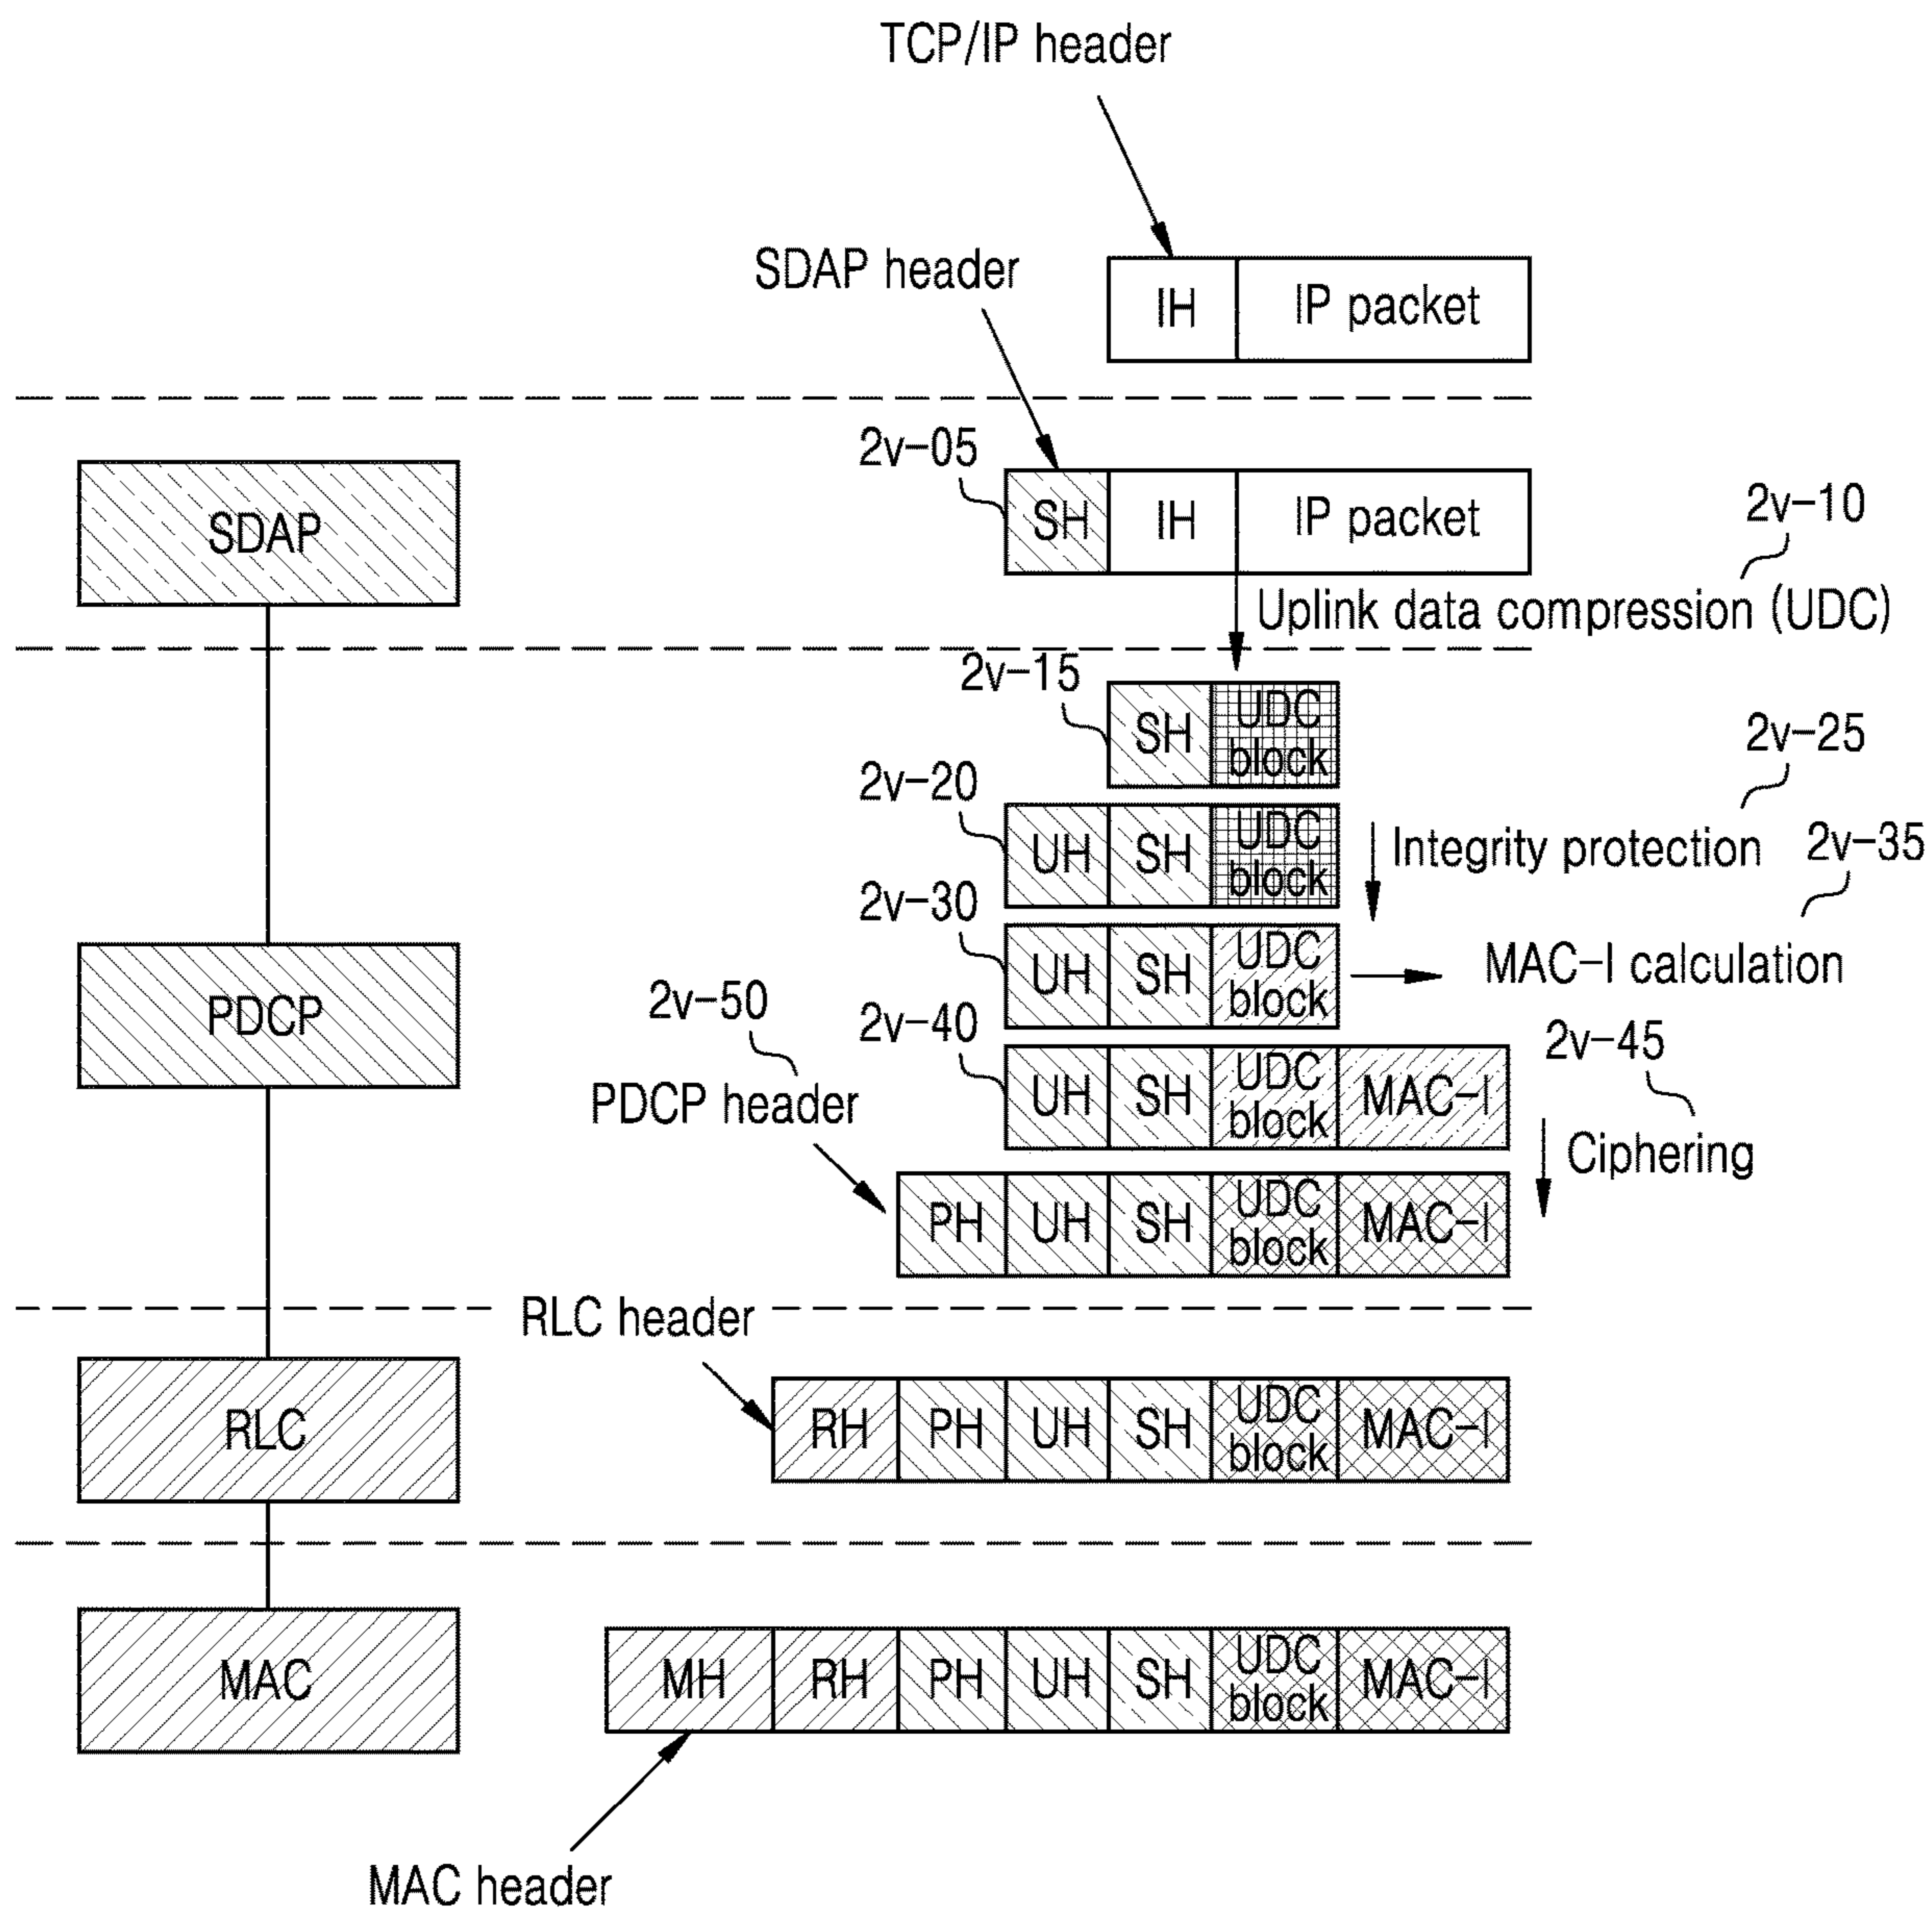 TCP/IP header
IH IP packet
SDAP header
2v-05
SDAP
SH IH IP packet
2v-10
Uplink data compression (UDC)
2v-15
SH UDC block
2v-20
UH SH UDC block
2v-25
Integrity protection
2v-30
UH SH UDC block
2v-35
MAC-I calculation
PDCP
2v-40
UH SH UDC block MAC-I
2v-45
Ciphering
2v-50
PDCP header
PH UH SH UDC block MAC-I
RLC header
RLC
RH PH UH SH UDC block MAC-I
MAC
MH RH PH UH SH UDC block MAC-I
MAC header